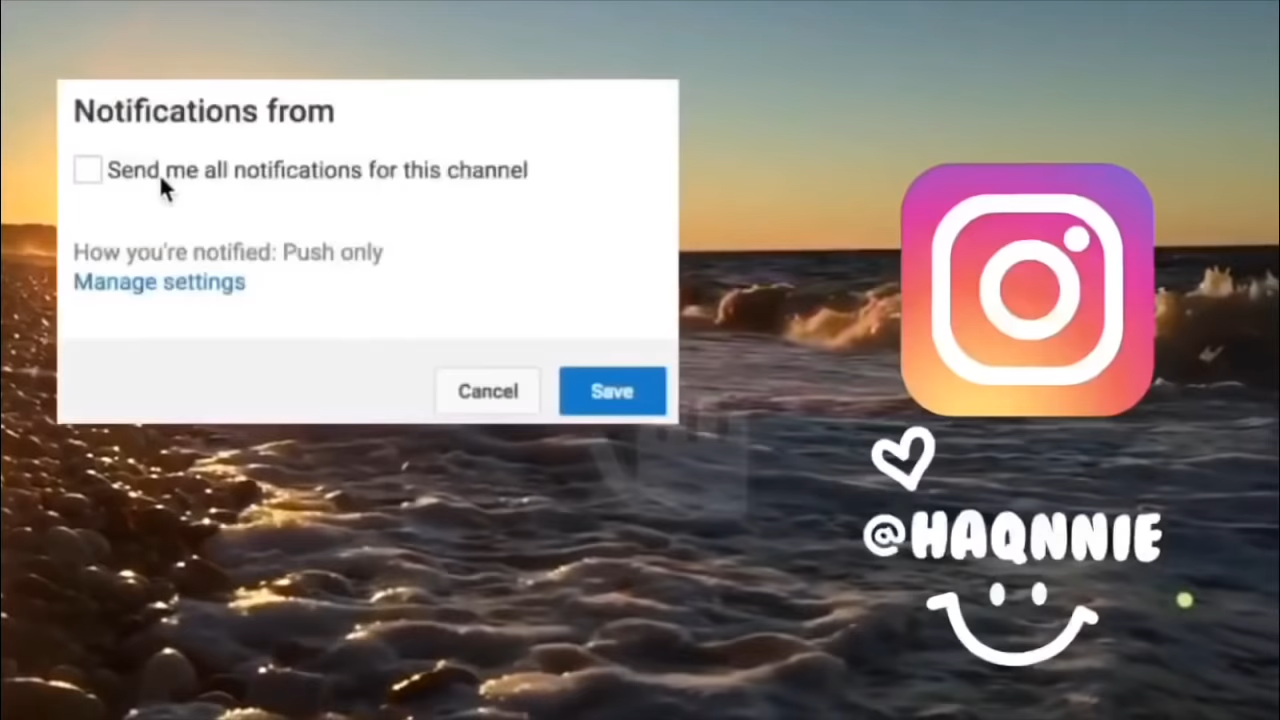 Notifications from
Send me all notifications for this channel
How you're notified: Push only
Manage settings
Cancel
Save
@HAQNNIE